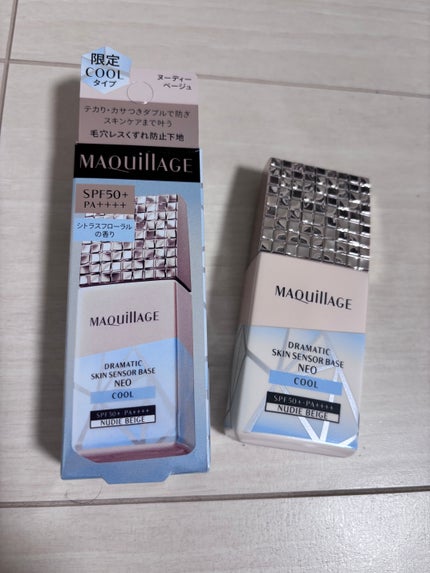 限定
COOL
タイプ
ヌーディー
ベージュ
テカリ・カサつきダブルで防ぎ
スキンケアまで叶う
毛穴レスくずれ防止下地
MAQuillAGE
SPF50+
PA++++
シトラスフローラル
の香り
MAQuillAGE
DRAMATIC
SKIN SENSOR BASE
NEO
COOL
SPF50+・PA++++
NUDIE BEIGE
MAQuillAGE
DRAMATIC
SKIN SENSOR BASE
NEO
COOL
SPF50+・PA++++
NUDIE BEIGE